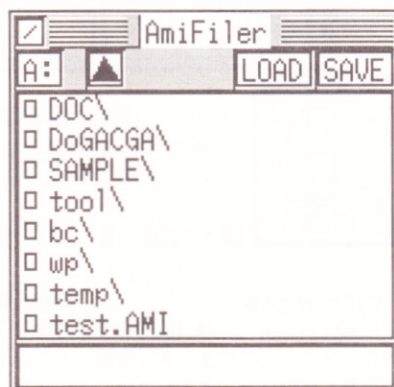 AmiFiler
A: LOAD SAVE
DOC\
DoGACGA\
SAMPLE\
tool\
bc\
wp\
temp\
test.AMI